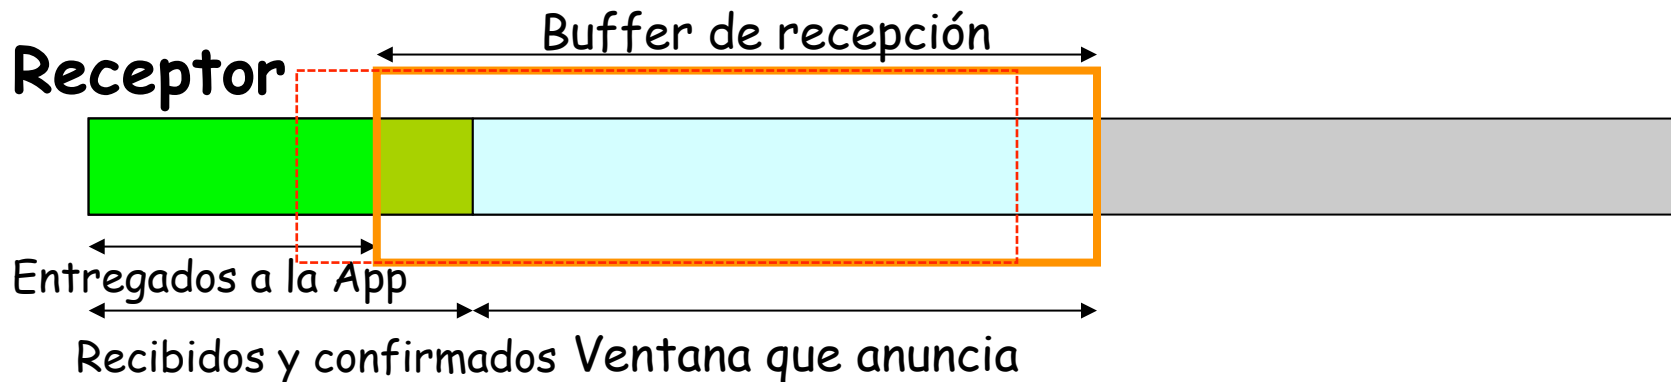 Buffer de recepción
Receptor
Entregados a la App
Recibidos y confirmados
Ventana que anuncia